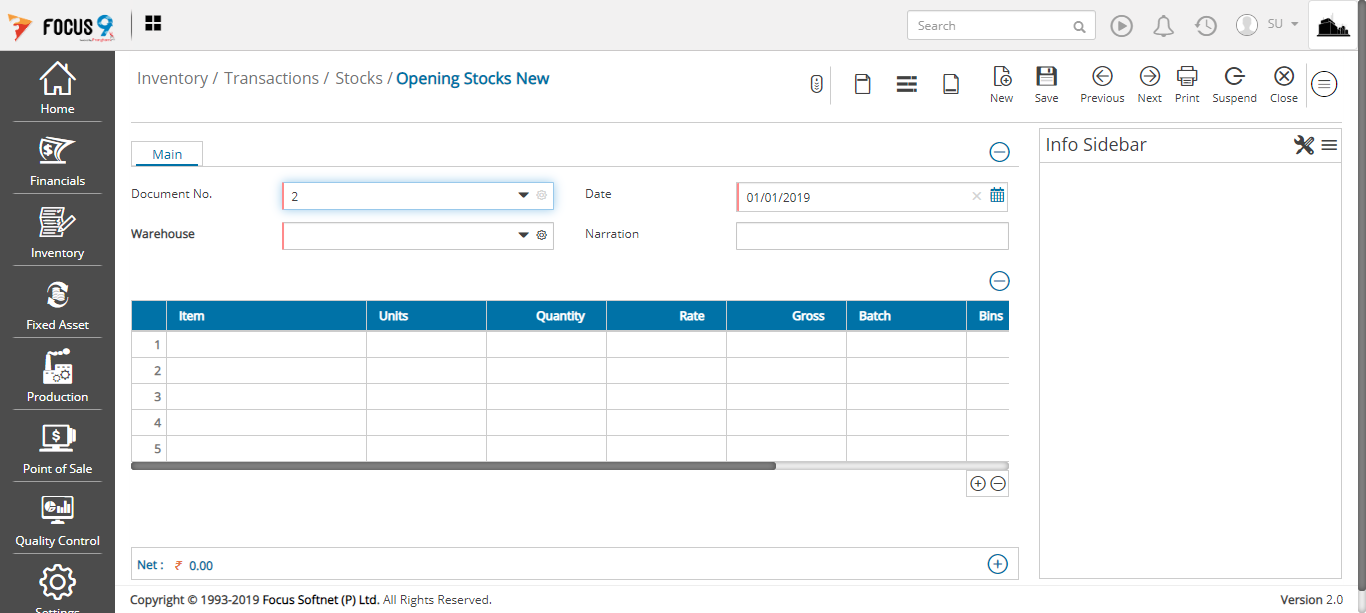 FOCUS 9
Search
SU
Home
Financials
Inventory
Fixed Asset
Production
Point of Sale
Quality Control
Settings
Inventory / Transactions / Stocks / Opening Stocks New
New Save Previous Next Print Suspend Close
Main
Document No. 2 Date 01/01/2019
Warehouse Narration
Item Units Quantity Rate Gross Batch Bins
1
2
3
4
5
Net : ₹ 0.00
Info Sidebar
Copyright © 1993-2019 Focus Softnet (P) Ltd. All Rights Reserved. Version 2.0